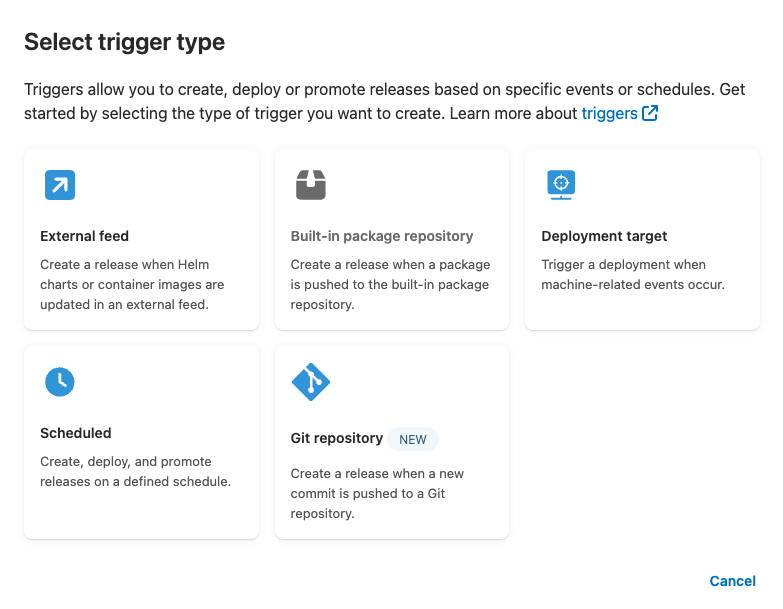 Select trigger type
Triggers allow you to create, deploy or promote releases based on specific events or schedules. Get
started by selecting the type of trigger you want to create. Learn more about triggers
External feed
Create a release when Helm
charts or container images are
updated in an external feed.
Built-in package repository
Create a release when a package
is pushed to the built-in package
repository.
Deployment target
Trigger a deployment when
machine-related events occur.
Scheduled
Create, deploy, and promote
releases on a defined schedule.
Git repository NEW
Create a release when a new
commit is pushed to a Git
repository.
Cancel